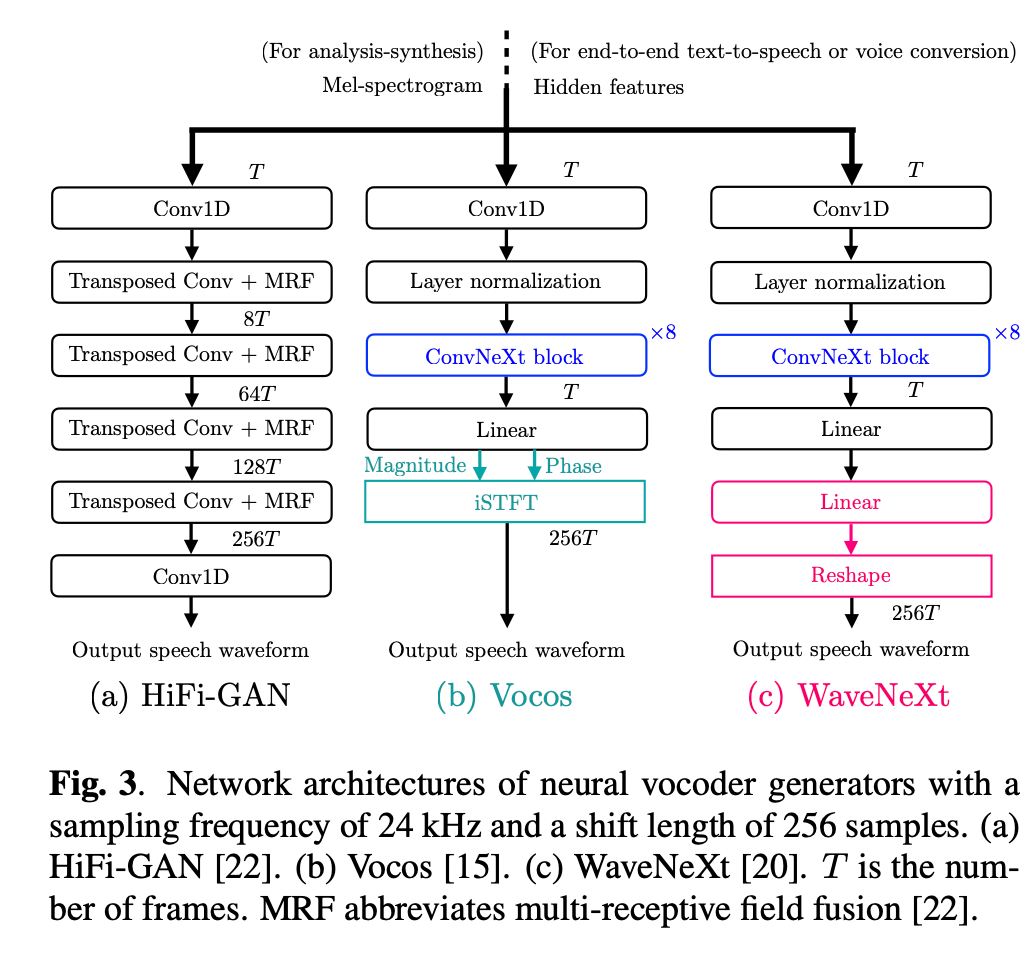 (For analysis-synthesis) (For end-to-end text-to-speech or voice conversion)
Mel-spectrogram Hidden features
T
Conv1D
Transposed Conv + MRF
8T
Transposed Conv + MRF
64T
Transposed Conv + MRF
128T
Transposed Conv + MRF
256T
Conv1D
Output speech waveform
(a) HiFi-GAN
T
Conv1D
Layer normalization
ConvNeXt block ×8
T
Linear
Magnitude Phase
iSTFT
256T
Output speech waveform
(b) Vocos
T
Conv1D
Layer normalization
ConvNeXt block ×8
T
Linear
Linear
Reshape
256T
Output speech waveform
(c) WaveNeXt
Fig. 3. Network architectures of neural vocoder generators with a
sampling frequency of 24 kHz and a shift length of 256 samples. (a)
HiFi-GAN [22]. (b) Vocos [15]. (c) WaveNeXt [20]. T is the num-
ber of frames. MRF abbreviates multi-receptive field fusion [22].